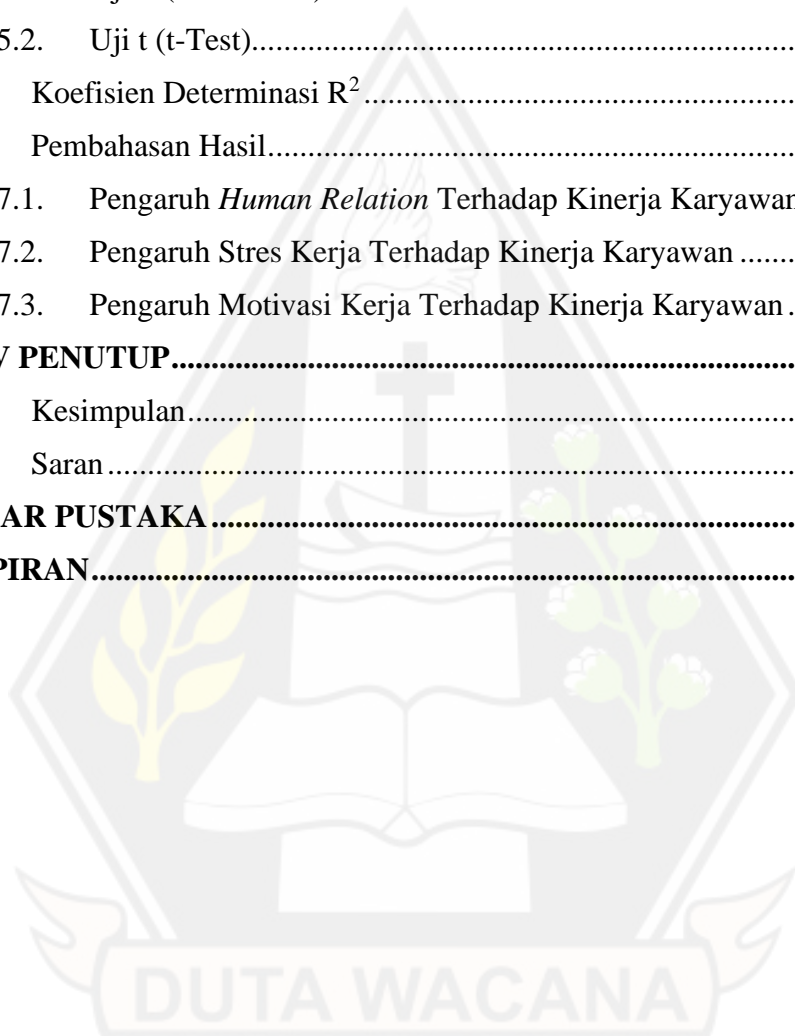 5.2. Uji t (t-Test)........................................................................
Koefisien Determinasi R²........................................................................
Pembahasan Hasil........................................................................
7.1. Pengaruh Human Relation Terhadap Kinerja Karyawan
7.2. Pengaruh Stres Kerja Terhadap Kinerja Karyawan .......
7.3. Pengaruh Motivasi Kerja Terhadap Kinerja Karyawan .
V PENUTUP........................................................................
Kesimpulan........................................................................
Saran........................................................................
AR PUSTAKA........................................................................
PIRAN........................................................................
DUTA WACANA